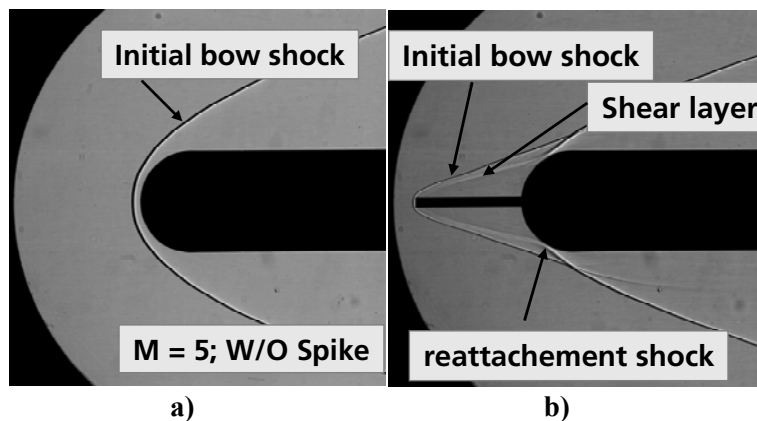 Initial bow shock
M = 5; W/O Spike
a)
Initial bow shock
Shear layer
reattachement shock
b)